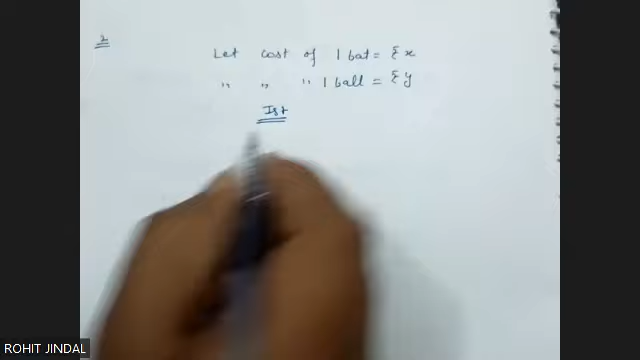 2
Let cost of 1 bat = ₹ x
" " " 1 ball = ₹ y
Ist
ROHIT JINDAL